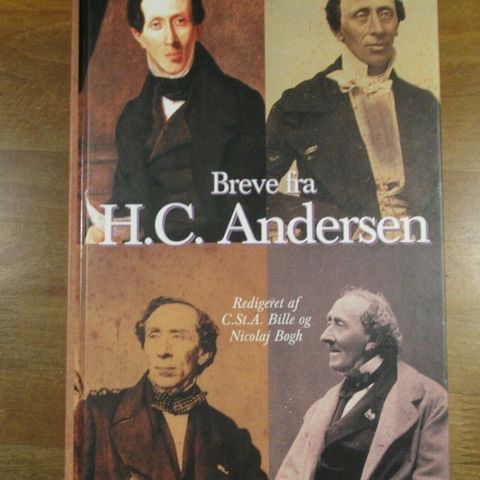 Breve fra
H.C. Andersen
Redigeret af
C.St.A. Bille og
Nicolaj Bøgh